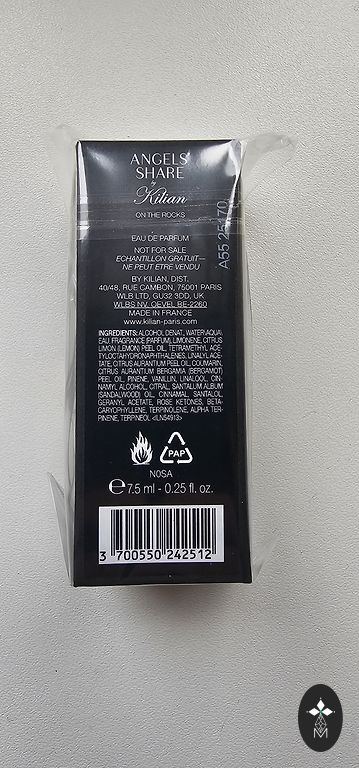 ANGELS'
SHARE
by
Kilian
ON THE ROCKS
EAU DE PARFUM
NOT FOR SALE
ECHANTILLON GRATUIT—
NE PEUT ETRE VENDU
BY KILIAN, DIST.
40/48, RUE CAMBON, 75001 PARIS
WLB LTD, GU32 3DD, UK
WLBS NV, OEVEL BE-2260
MADE IN FRANCE
www.kilian-paris.com
INGREDIENTS: ALCOHOL DENAT., WATER\AQUA\
EAU, FRAGRANCE (PARFUM), LIMONENE, CITRUS
LIMON (LEMON) PEEL OIL, TETRAMETHYL ACE-
TYLOCTAHYDRONAPHTHALENES, LINALYL ACE-
TATE, CITRUS AURANTIUM PEEL OIL, COUMARIN,
CITRUS AURANTIUM BERGAMIA (BERGAMOT)
PEEL OIL, PINENE, VANILLIN, LINALOOL, CIN-
NAMYL ALCOHOL, CITRAL, SANTALUM ALBUM
(SANDALWOOD) OIL, CINNAMAL, SANTALOL,
GERANYL ACETATE, ROSE KETONES, BETA-
CARYOPHYLLENE, TERPINOLENE, ALPHA TER-
PINENE, TERPINEOL <ILN54913>
A55 25170
PAP
N0SA
e 7.5 ml - 0.25 fl. oz.
3 700550 242512
M